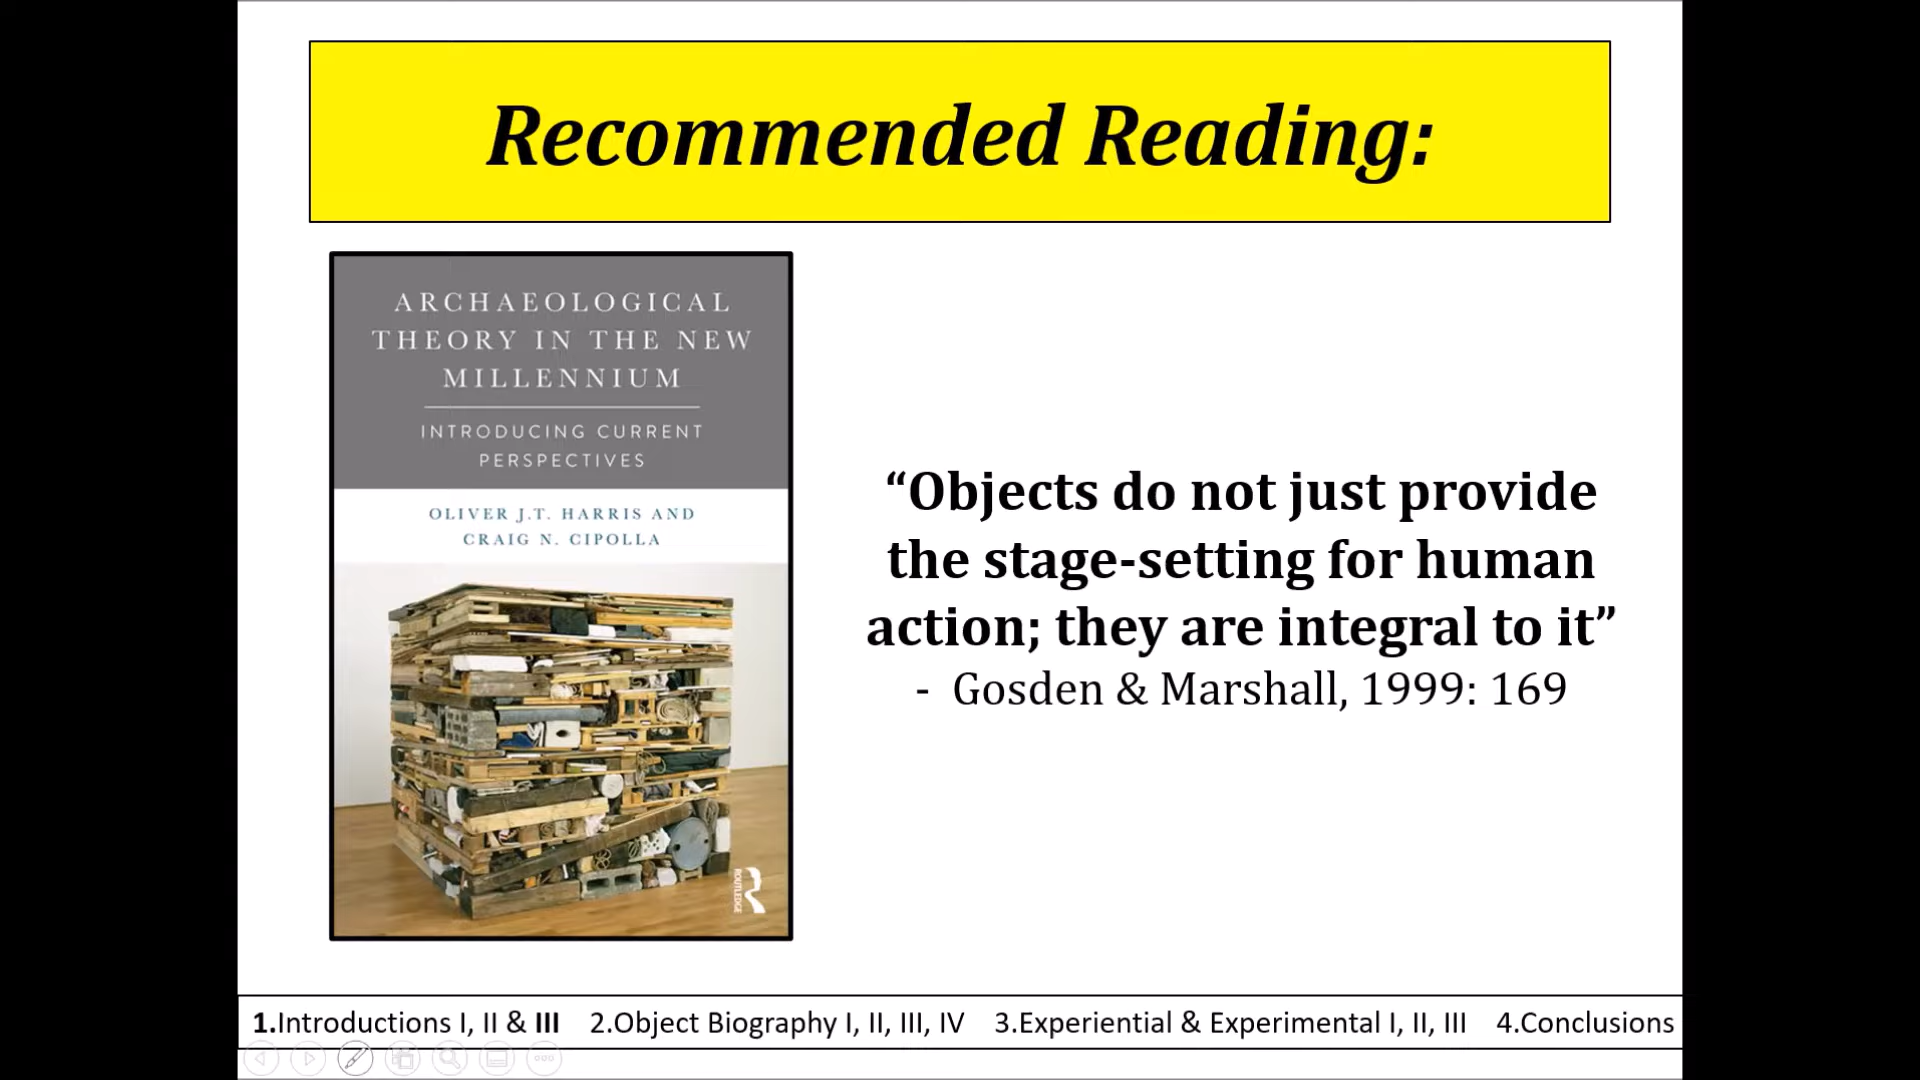 Recommended Reading:
ARCHAEOLOGICAL
THEORY IN THE NEW
MILLENNIUM
INTRODUCING CURRENT
PERSPECTIVES
OLIVER J.T. HARRIS AND
CRAIG N. CIPOLLA
ROUTLEDGE
“Objects do not just provide
the stage-setting for human
action; they are integral to it”
- Gosden & Marshall, 1999: 169
1.Introductions I, II & III 2.Object Biography I, II, III, IV 3.Experiential & Experimental I, II, III 4.Conclusions